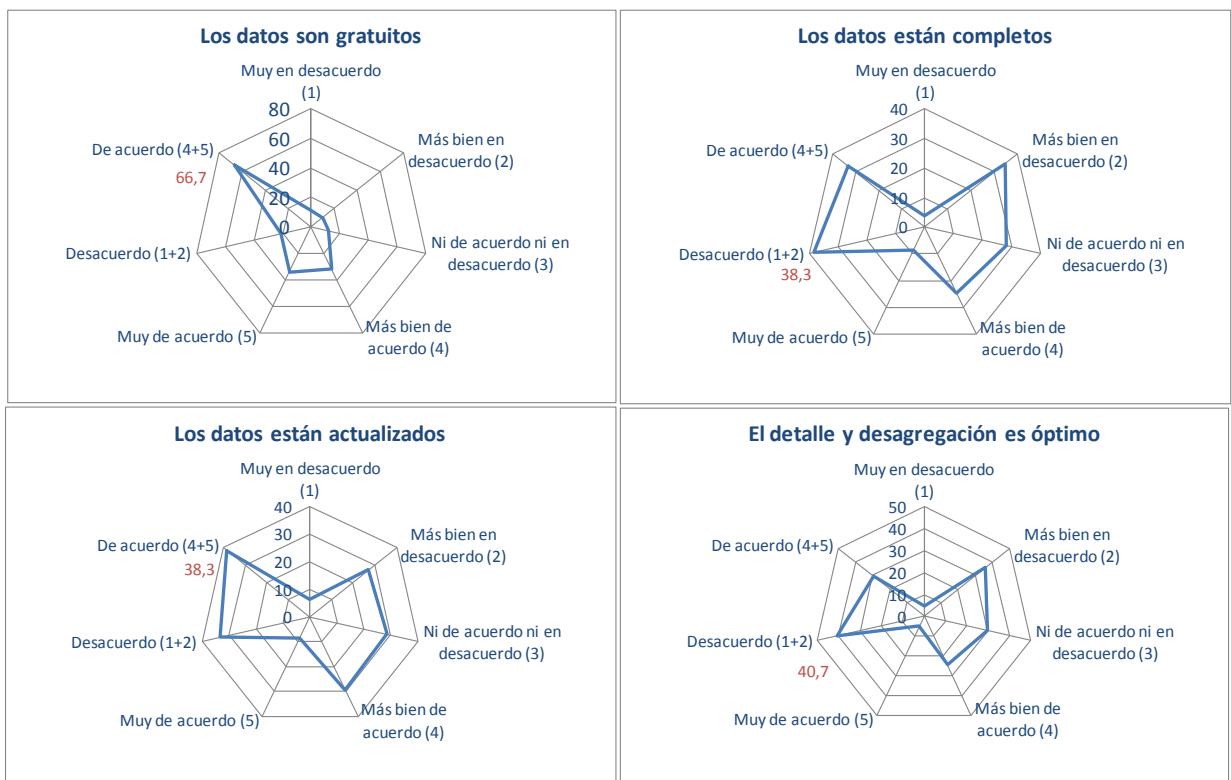 Los datos son gratuitos
Muy en desacuerdo
(1)
80
60
40
20
0
Más bien en
desacuerdo (2)
Ni de acuerdo ni en
desacuerdo (3)
Más bien de
acuerdo (4)
Muy de acuerdo (5)
Desacuerdo (1+2)
De acuerdo (4+5)
66,7
Los datos están completos
Muy en desacuerdo
(1)
40
30
20
10
0
Más bien en
desacuerdo (2)
Ni de acuerdo ni en
desacuerdo (3)
Más bien de
acuerdo (4)
Muy de acuerdo (5)
Desacuerdo (1+2)
38,3
De acuerdo (4+5)
Los datos están actualizados
Muy en desacuerdo
(1)
40
30
20
10
0
Más bien en
desacuerdo (2)
Ni de acuerdo ni en
desacuerdo (3)
Más bien de
acuerdo (4)
Muy de acuerdo (5)
Desacuerdo (1+2)
De acuerdo (4+5)
38,3
El detalle y desagregación es óptimo
Muy en desacuerdo
(1)
50
40
30
20
10
0
Más bien en
desacuerdo (2)
Ni de acuerdo ni en
desacuerdo (3)
Más bien de
acuerdo (4)
Muy de acuerdo (5)
Desacuerdo (1+2)
40,7
De acuerdo (4+5)